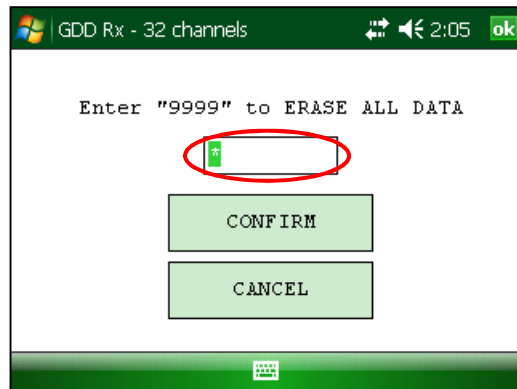 GDD Rx - 32 channels 2:05 ok
Enter "9999" to ERASE ALL DATA
*
CONFIRM
CANCEL